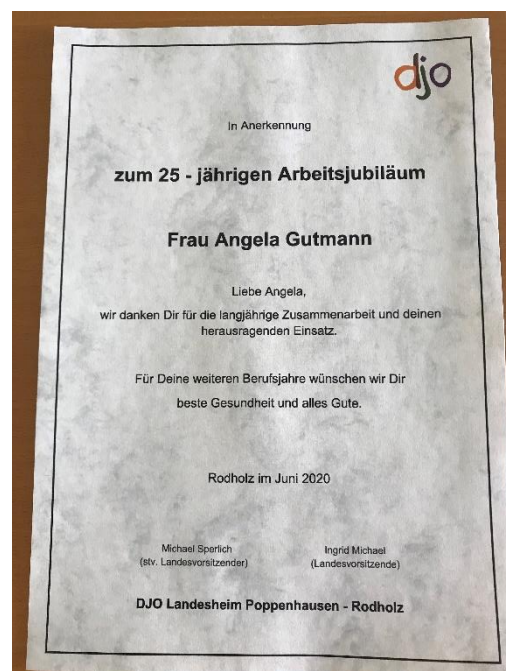 djo
In Anerkennung
zum 25 - jährigen Arbeitsjubiläum
Frau Angela Gutmann
Liebe Angela,
wir danken Dir für die langjährige Zusammenarbeit und deinen
herausragenden Einsatz.
Für Deine weiteren Berufsjahre wünschen wir Dir
beste Gesundheit und alles Gute.
Rodholz im Juni 2020
Michael Sperlich Ingrid Michael
(stv. Landesvorsitzender) (Landesvorsitzende)
DJO Landesheim Poppenhausen - Rodholz